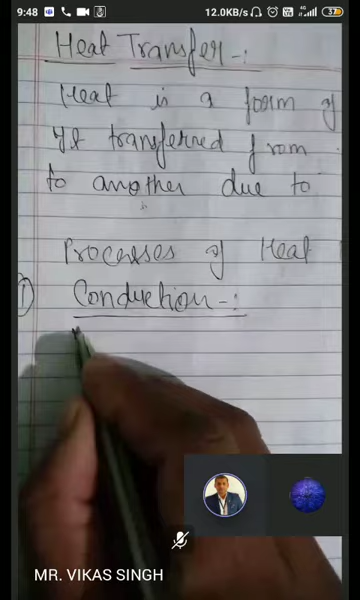 9:48 12.0KB/s 37
Heat Transfer -:
Heat is a form of
It transferred from
to another due to
Processes of Heat
1 Conduction -:
MR. VIKAS SINGH